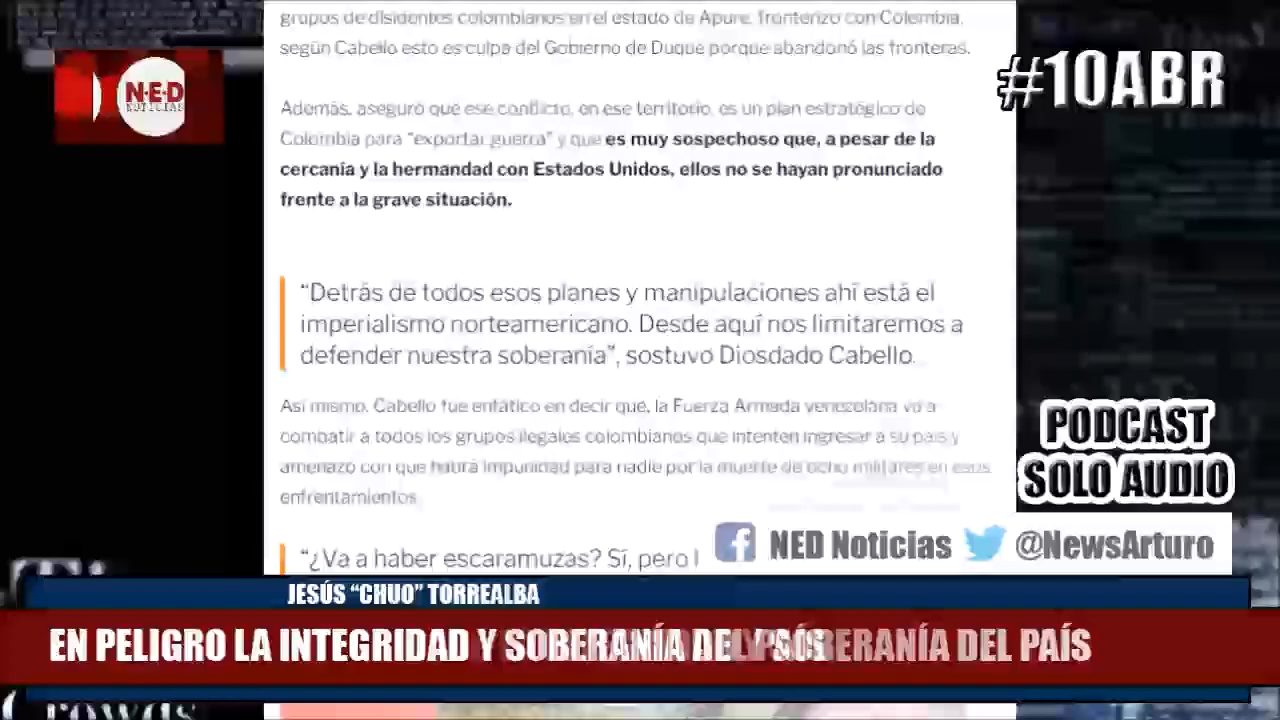 grupos de disidentes colombianos en el estado de Apure, fronterizo con Colombia,
según Cabello esto es culpa del Gobierno de Duque porque abandonó las fronteras.
N·E·D
NOTICIAS
#10ABR
Además, aseguró que ese conflicto, en ese territorio, es un plan estratégico de
Colombia para “exportar guerra” y que es muy sospechoso que, a pesar de la
cercanía y la hermandad con Estados Unidos, ellos no se hayan pronunciado
frente a la grave situación.
“Detrás de todos esos planes y manipulaciones ahí está el
imperialismo norteamericano. Desde aquí nos limitaremos a
defender nuestra soberanía”, sostuvo Diosdado Cabello.
Así mismo, Cabello fue enfático en decir que, la Fuerza Armada venezolana va a
combatir a todos los grupos ilegales colombianos que intenten ingresar a su país y
amenazó con que habrá impunidad para nadie por la muerte de ocho militares en esos
enfrentamientos.
PODCAST
SOLO AUDIO
“¿Va a haber escaramuzas? Sí, pero
NED Noticias @NewsArturo
JESÚS “CHUO” TORREALBA
EN PELIGRO LA INTEGRIDAD Y SOBERANÍA DEL PAÍS
Crowds